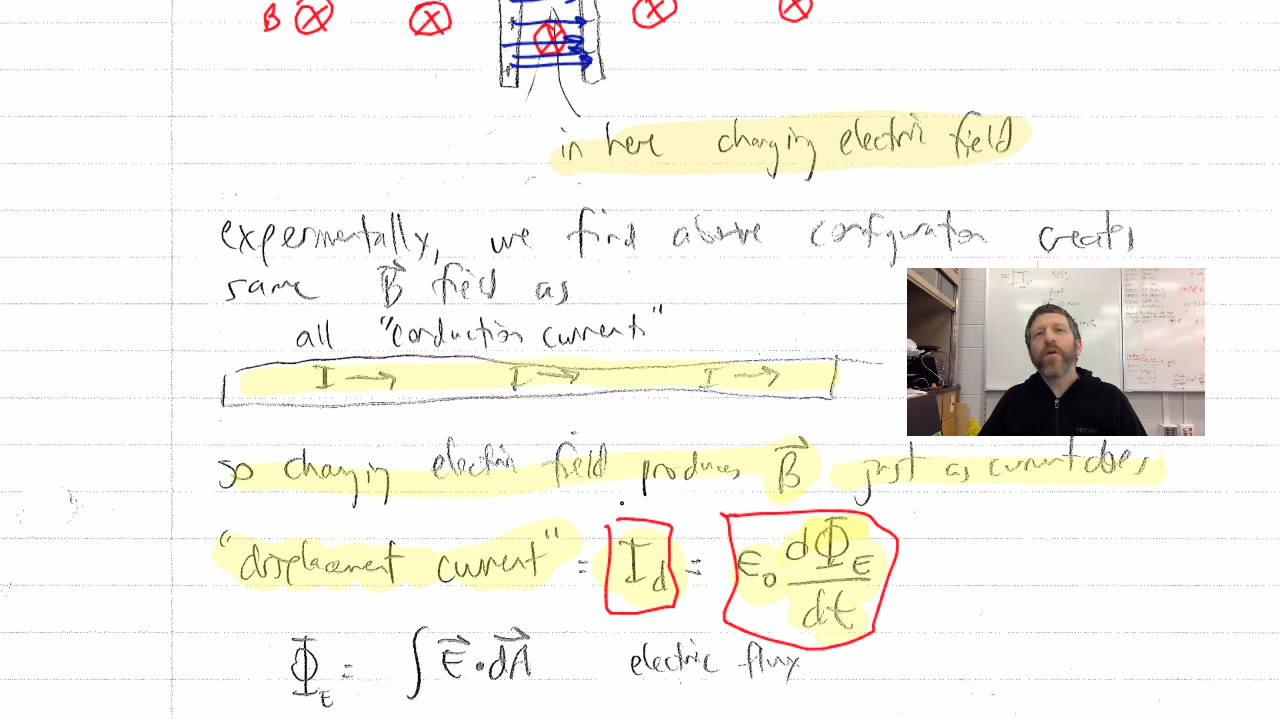 B
in here changing electric field
experimentally, we find above configuration creates
same B⃗ field as
all "conduction current"
I → I → I →
so changing electric field produces B⃗ just as current does
"displacement current" = I_d = ε₀ dΦ_E/dt
Φ_E = ∫ E⃗ · dA⃗ electric flux